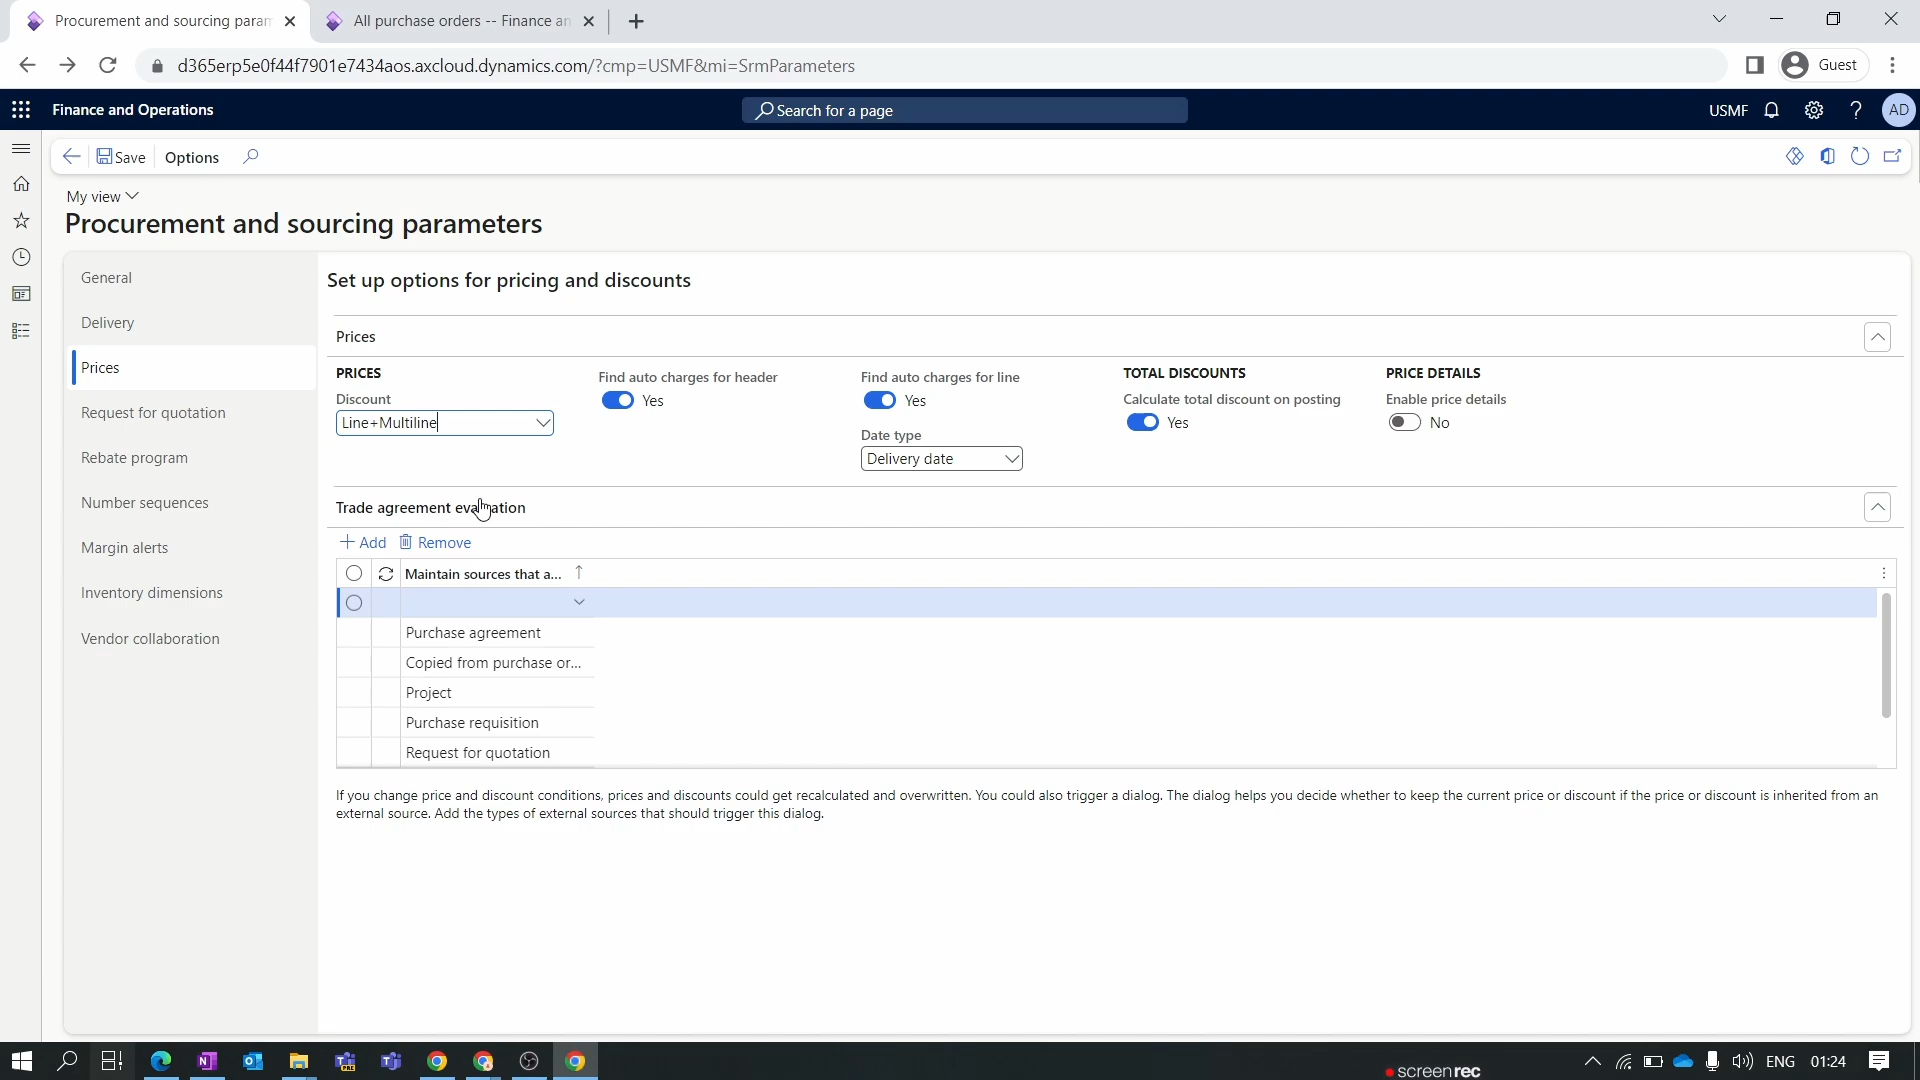 Procurement and sourcing param
All purchase orders -- Finance an
d365erp5e0f44f7901e7434aos.axcloud.dynamics.com/?cmp=USMF&mi=SrmParameters
Guest
Finance and Operations
Search for a page
USMF
AD
Save
Options
My view
Procurement and sourcing parameters
General
Delivery
Prices
Request for quotation
Rebate program
Number sequences
Margin alerts
Inventory dimensions
Vendor collaboration
Set up options for pricing and discounts
Prices
PRICES
Discount
Line+Multiline
Find auto charges for header
Yes
Find auto charges for line
Yes
Date type
Delivery date
TOTAL DISCOUNTS
Calculate total discount on posting
Yes
PRICE DETAILS
Enable price details
No
Trade agreement evaluation
Add
Remove
Maintain sources that a...
Purchase agreement
Copied from purchase or...
Project
Purchase requisition
Request for quotation
If you change price and discount conditions, prices and discounts could get recalculated and overwritten. You could also trigger a dialog. The dialog helps you decide whether to keep the current price or discount if the price or discount is inherited from an
external source. Add the types of external sources that should trigger this dialog.
screenrec
ENG
01:24